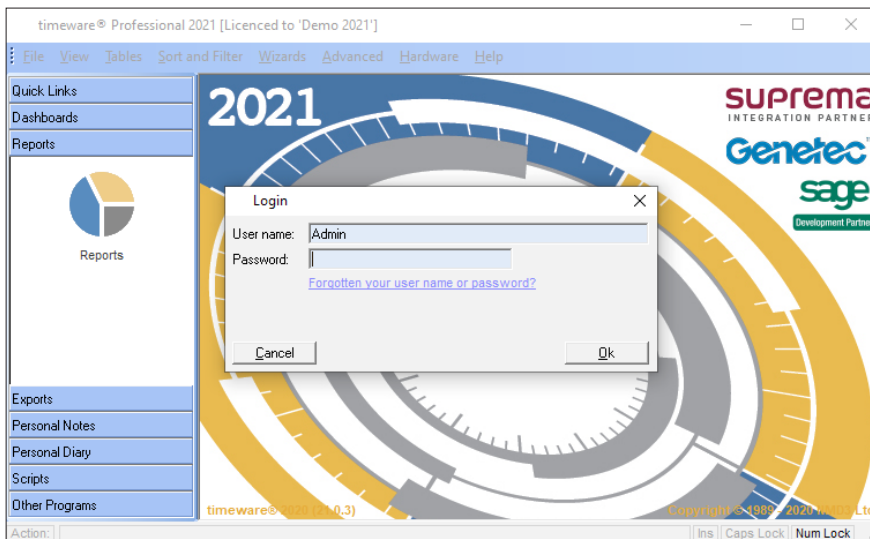 timeware® Professional 2021 [Licenced to 'Demo 2021']
File View Tables Sort and Filter Wizards Advanced Hardware Help
Quick Links
Dashboards
Reports
Reports
Exports
Personal Notes
Personal Diary
Scripts
Other Programs
2021
suprema
INTEGRATION PARTNER
Genetec™
sage
Development Partner
Login
User name: Admin
Password:
Forgotten your user name or password?
Cancel Ok
timeware® 2020 (21.0.3)
Copyright © 1989 - 2020 Ltd
Action: Ins Caps Lock Num Lock